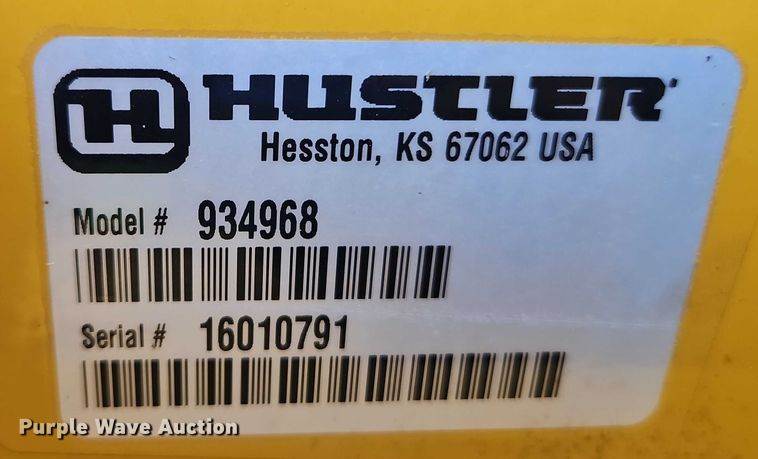 H HUSTLER
Hesston, KS 67062 USA
Model # 934968
Serial # 16010791
Purple Wave Auction